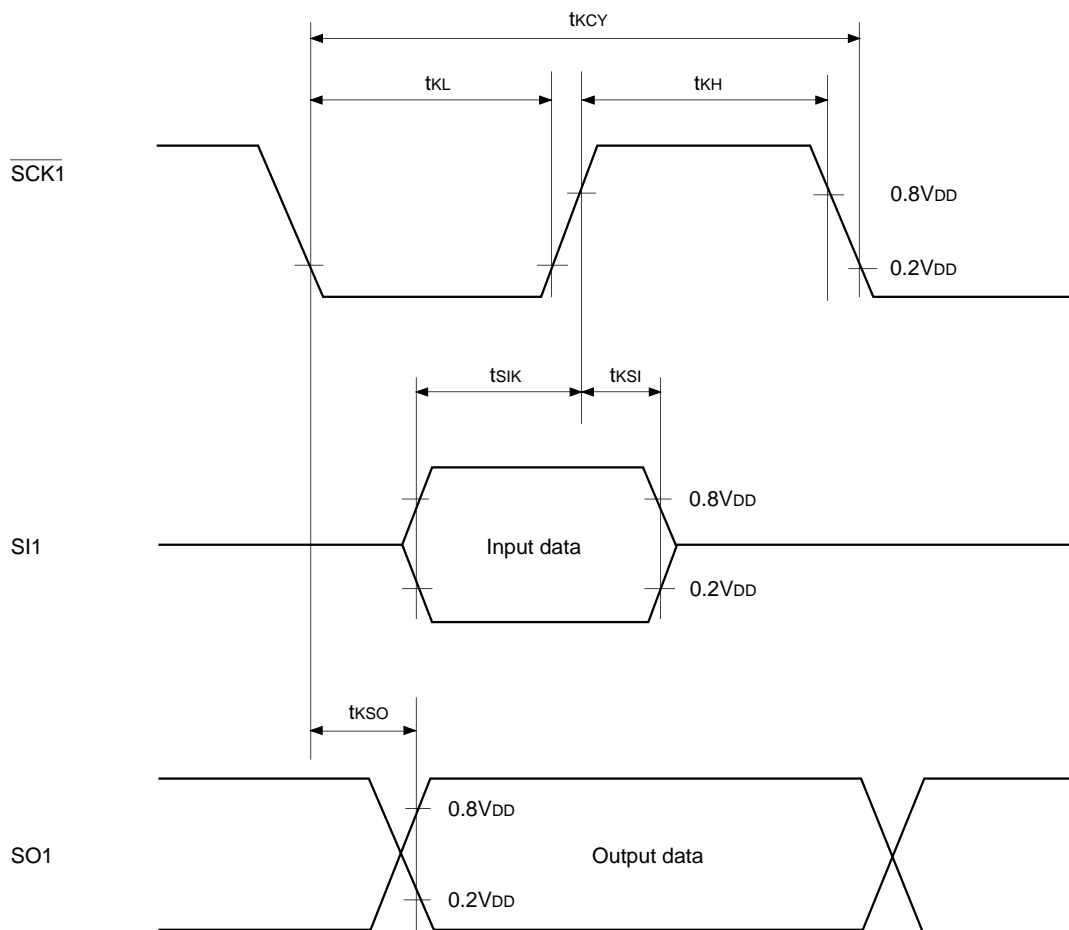 tKCY
tKL
tKH
SCK1
0.8VDD
0.2VDD
tSIK
tKSI
0.8VDD
SI1
Input data
0.2VDD
tKSO
0.8VDD
SO1
Output data
0.2VDD